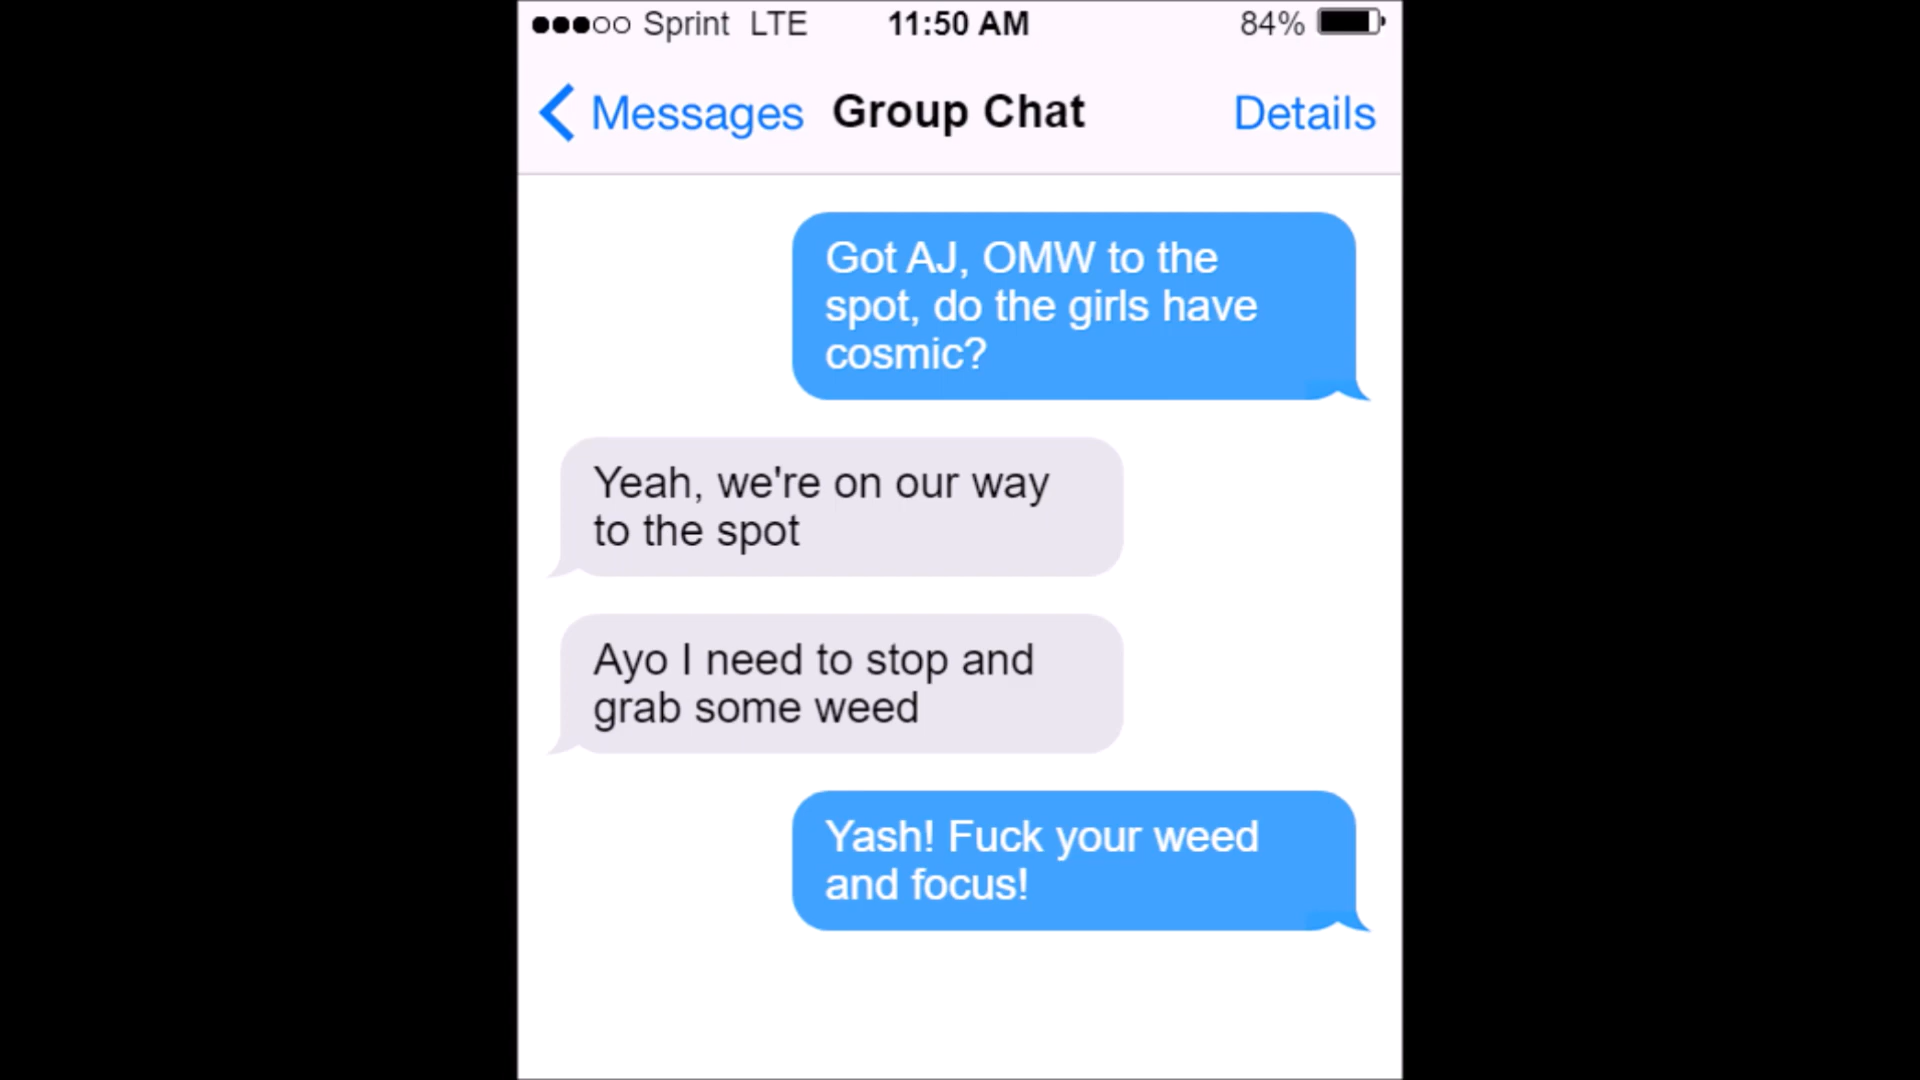 Sprint LTE 11:50 AM 84%
Messages Group Chat Details
Got AJ, OMW to the
spot, do the girls have
cosmic?
Yeah, we're on our way
to the spot
Ayo I need to stop and
grab some weed
Yash! Fuck your weed
and focus!